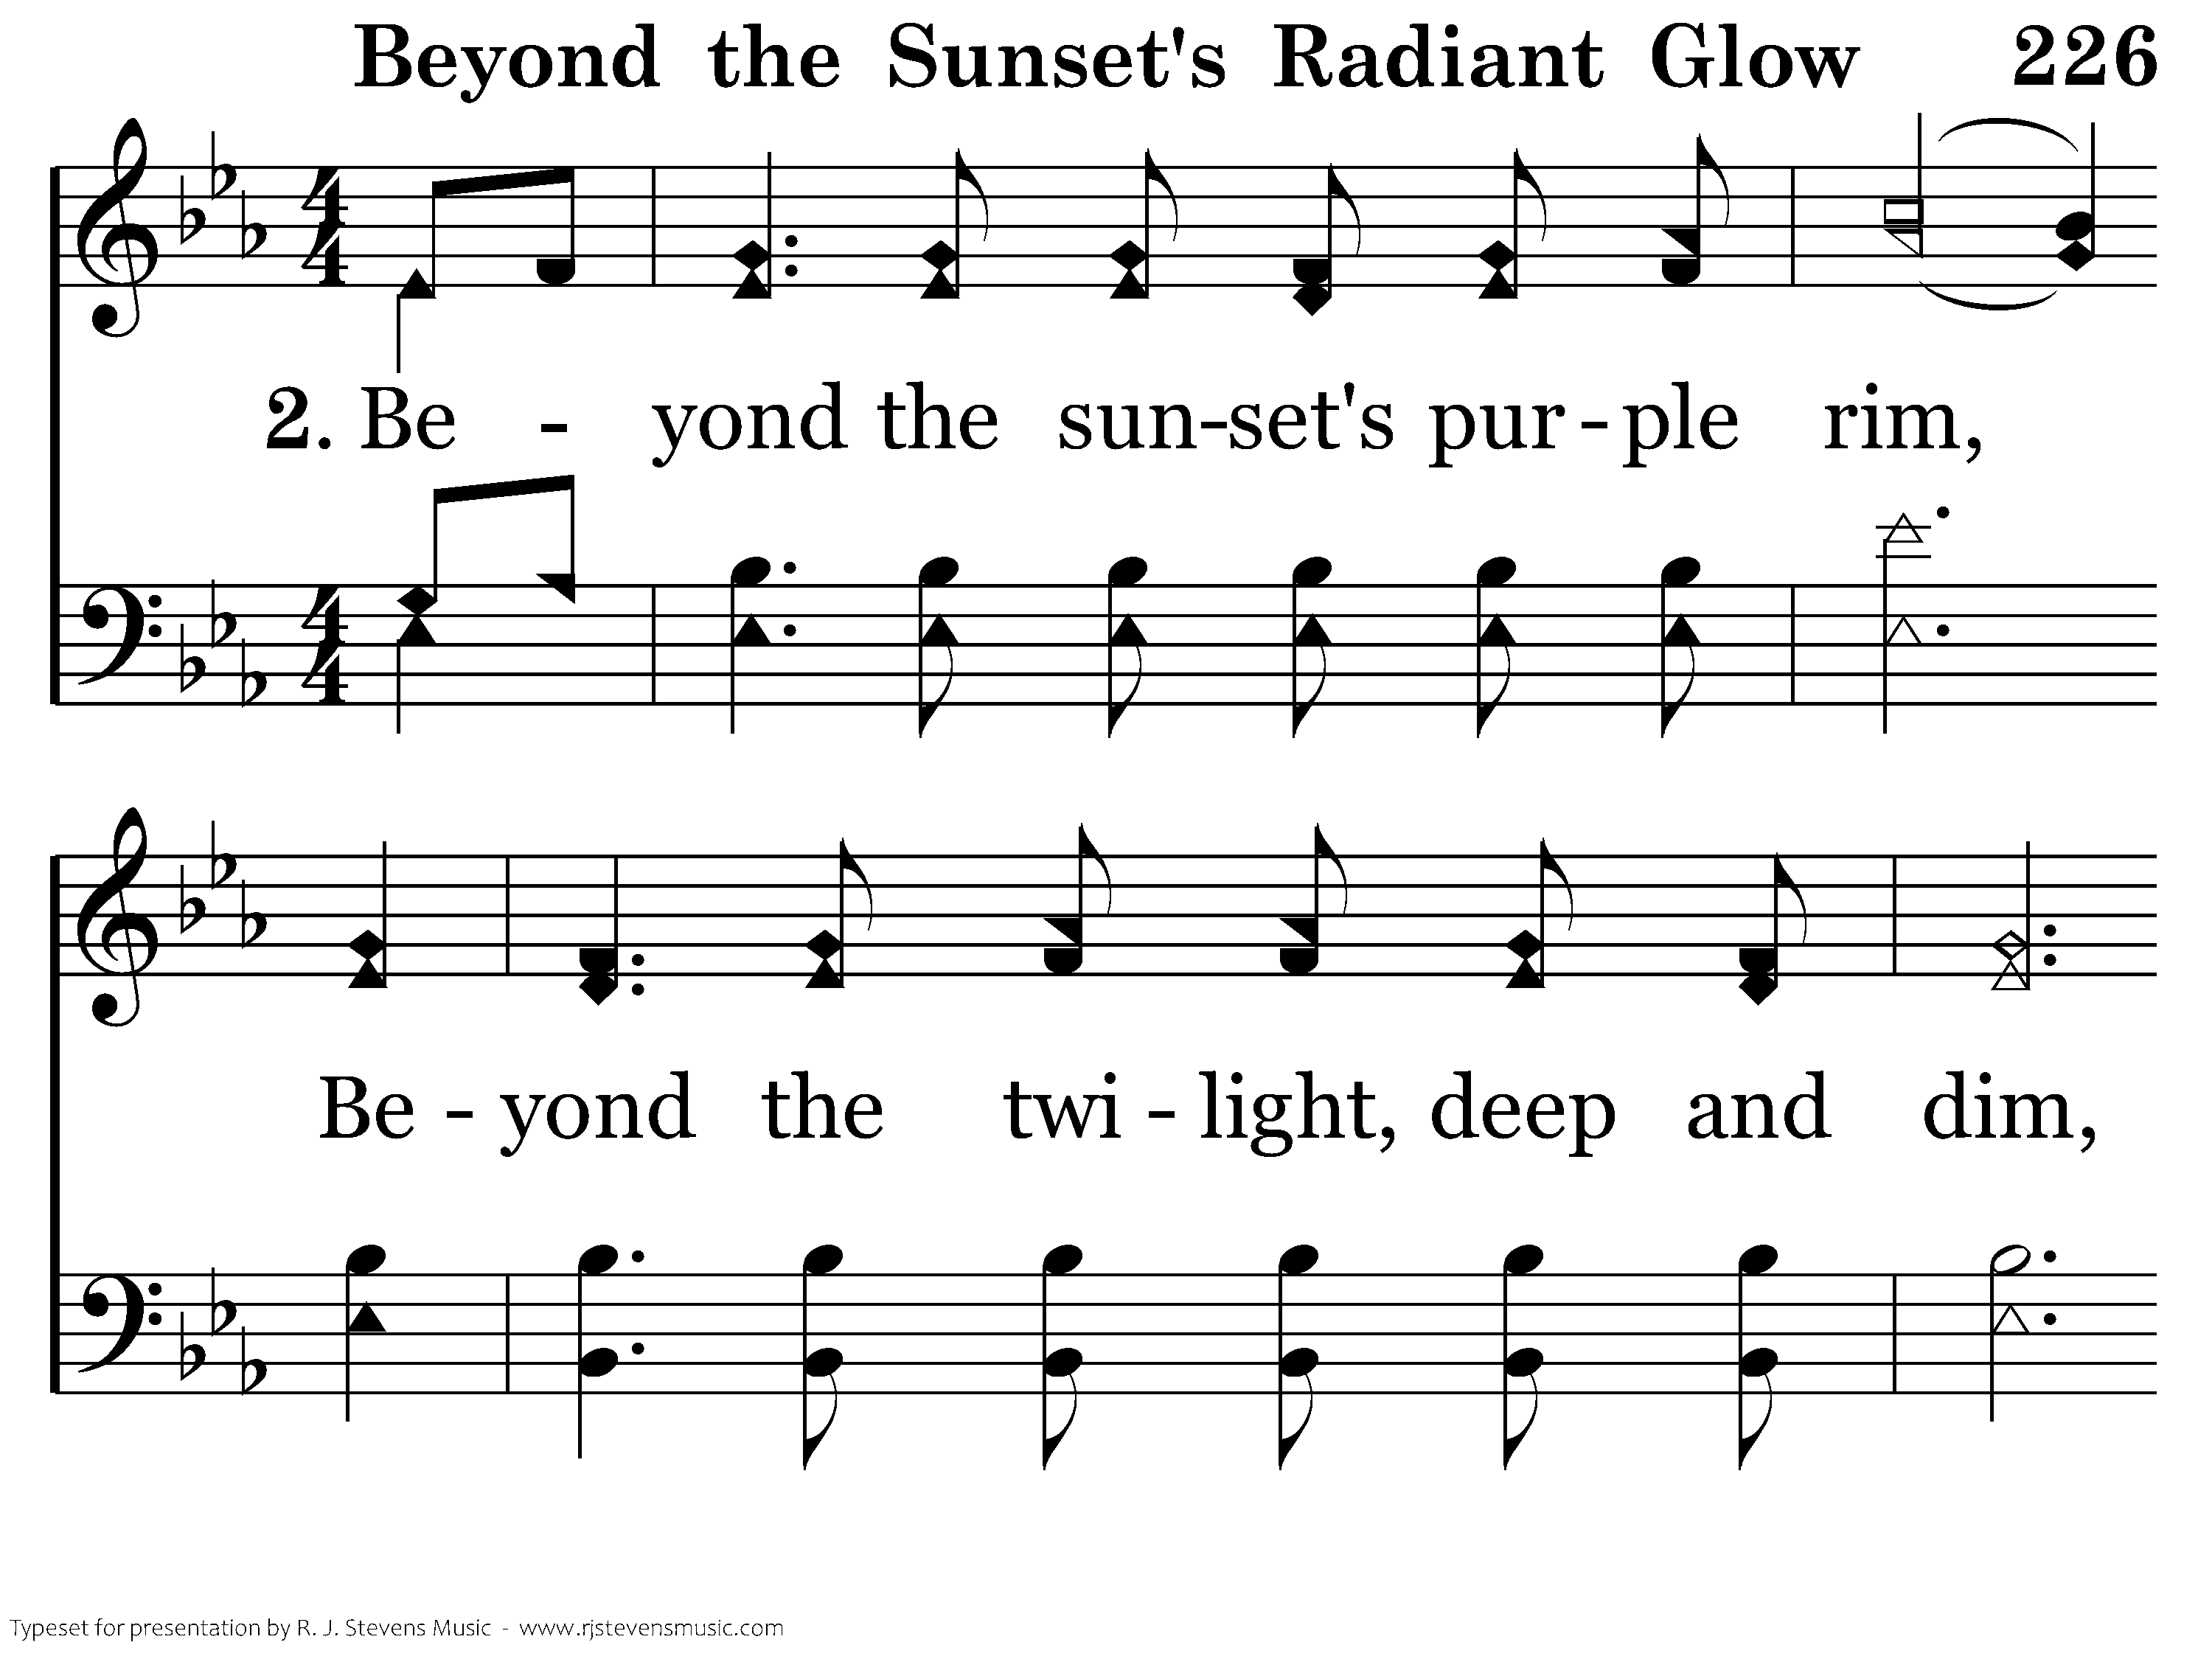 Beyond the Sunset's Radiant Glow 226
2. Be - yond the sun-set's pur-ple rim,
Be - yond the twi - light, deep and dim,
Typeset for presentation by R. J. Stevens Music - www.rjstevensmusic.com